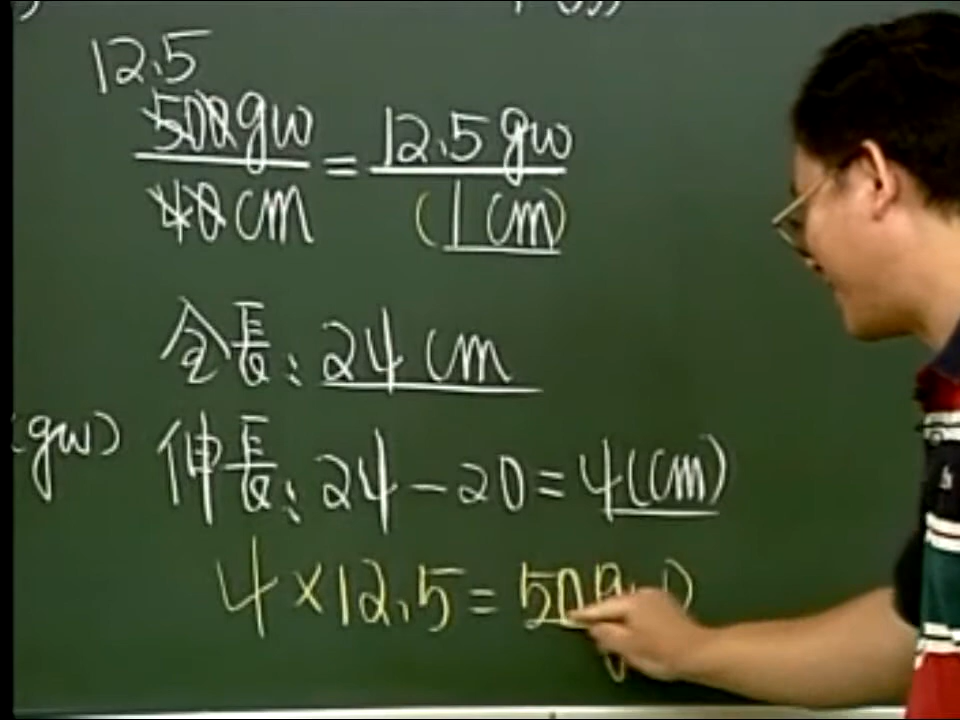 12.5
500gw/40cm = 12.5gw/(1cm)
全長: 24cm
(gw) 伸長: 24-20=4(cm)
4×12.5=50gw